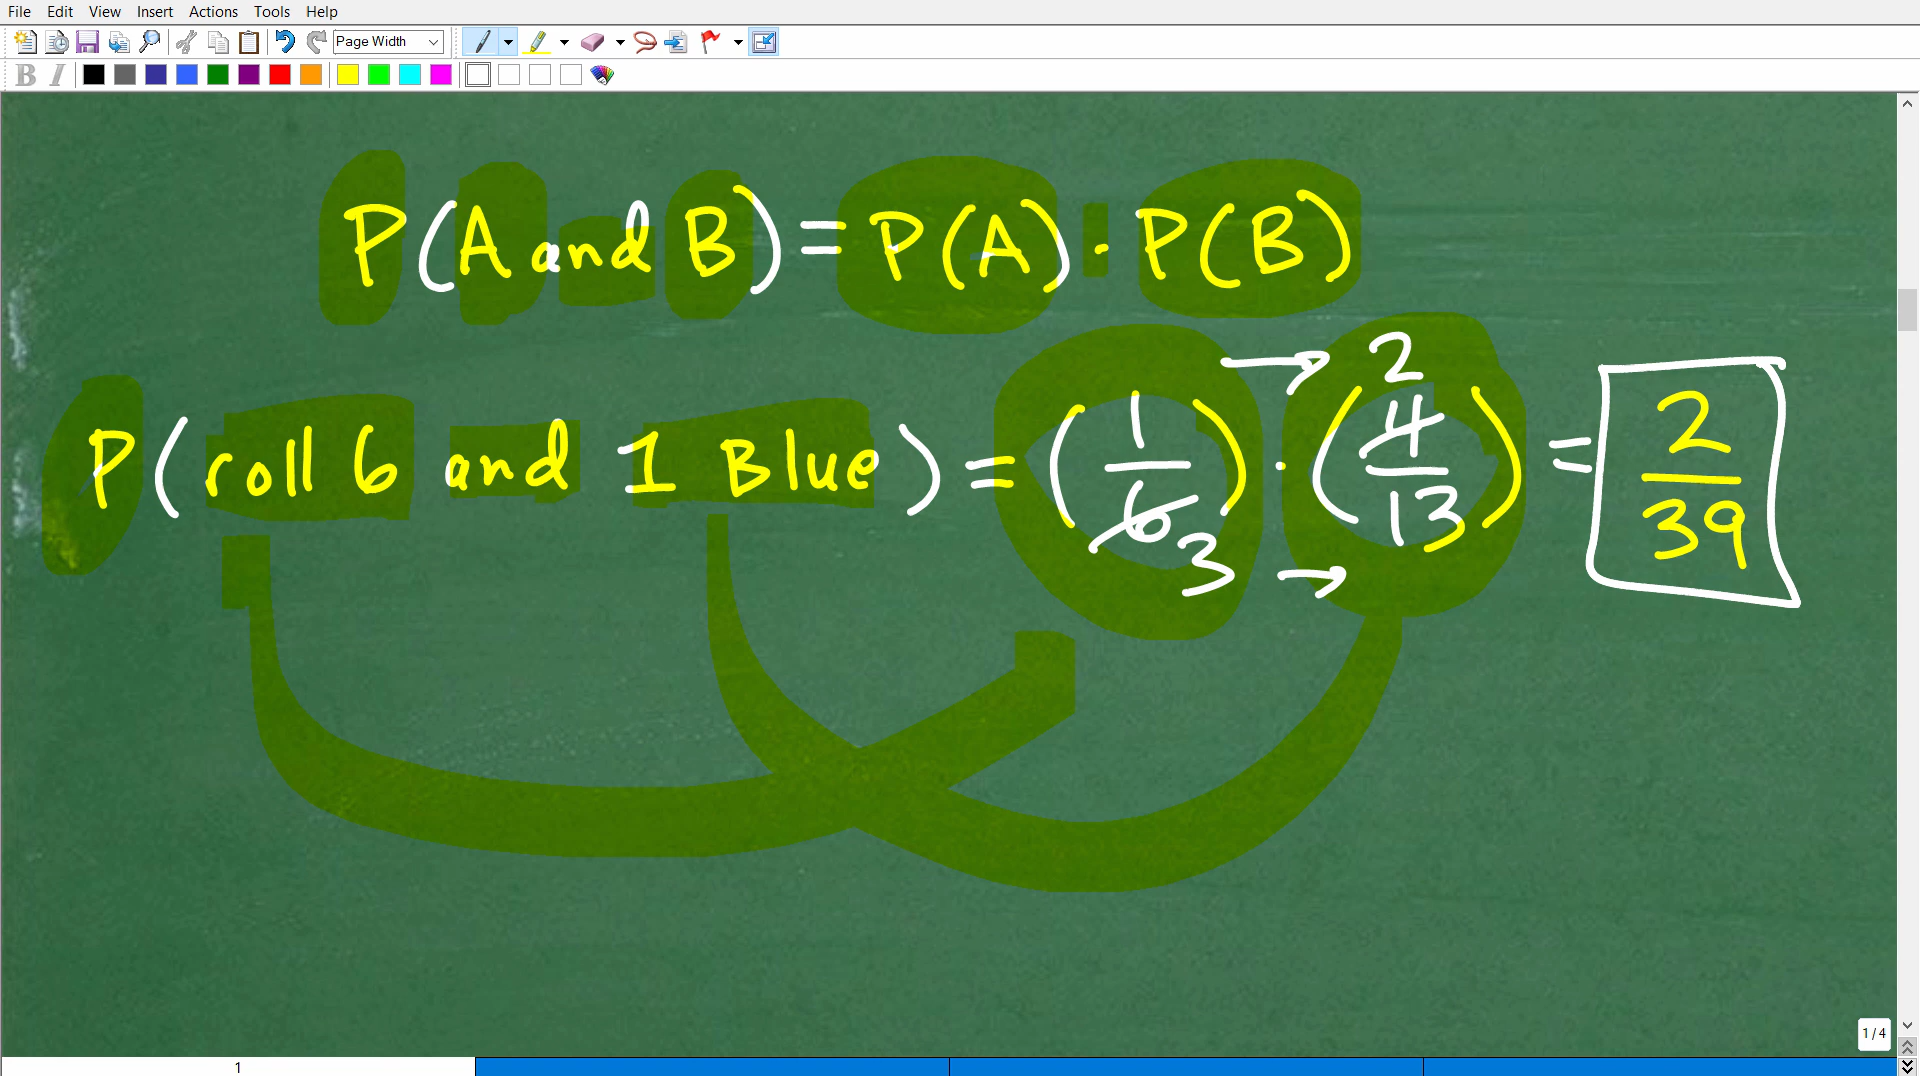 File Edit View Insert Actions Tools Help
Page Width
B I
P(A and B) = P(A) · P(B)
P(roll 6 and 1 Blue) = (1/6) · (4/13) = 2/39
→ 2
3 →
1 / 4
1